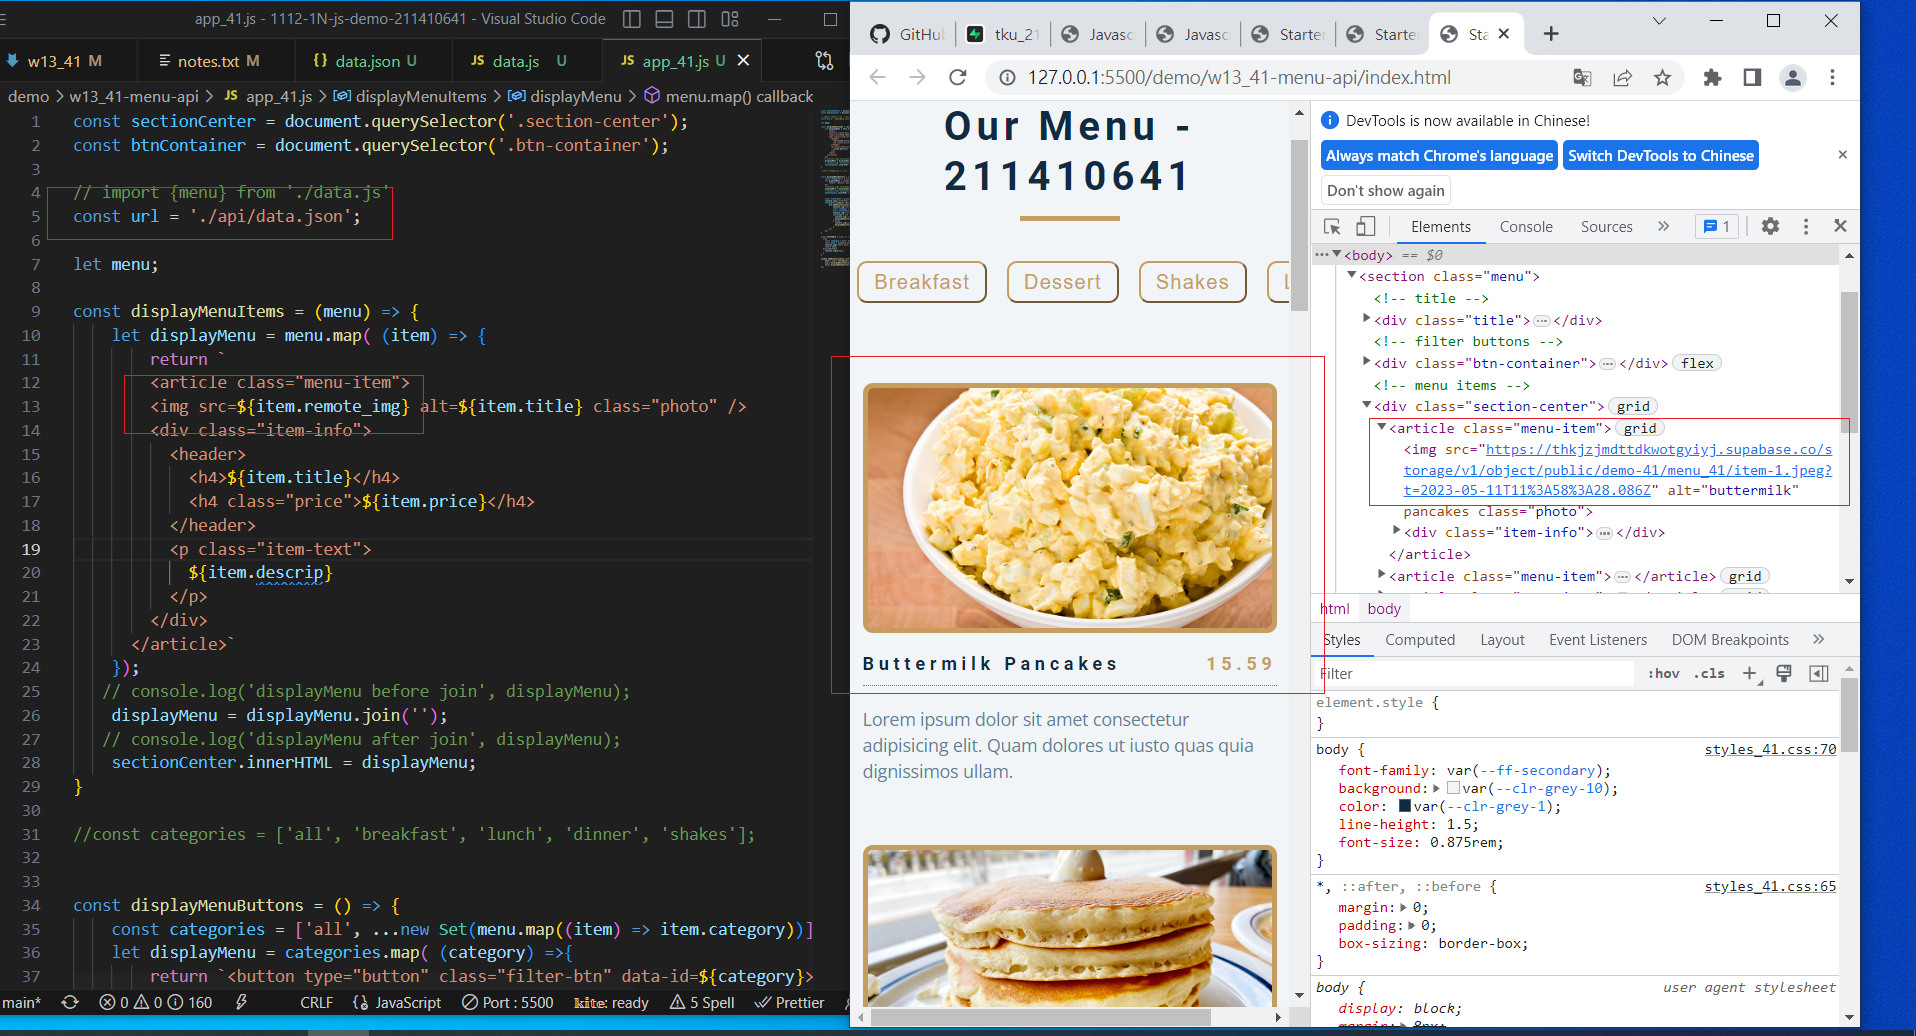 app_41.js - 1112-1N-js-demo-211410641 - Visual Studio Code
w13_41 M
notes.txt M
{} data.json U
JS data.js U
JS app_41.js U
demo > w13_41-menu-api > JS app_41.js > displayMenuItems > displayMenu > menu.map() callback
1 const sectionCenter = document.querySelector('.section-center');
2 const btnContainer = document.querySelector('.btn-container');
3
4 // import {menu} from './data.js'
5 const url = './api/data.json';
6
7 let menu;
8
9 const displayMenuItems = (menu) => {
10 let displayMenu = menu.map( (item) => {
11 return `
12 <article class="menu-item">
13 <img src=${item.remote_img} alt=${item.title} class="photo" />
14 <div class="item-info">
15 <header>
16 <h4>${item.title}</h4>
17 <h4 class="price">${item.price}</h4>
18 </header>
19 <p class="item-text">
20 ${item.descrip}
21 </p>
22 </div>
23 </article>`
24 });
25 // console.log('displayMenu before join', displayMenu);
26 displayMenu = displayMenu.join('');
27 // console.log('displayMenu after join', displayMenu);
28 sectionCenter.innerHTML = displayMenu;
29 }
30
31 //const categories = ['all', 'breakfast', 'lunch', 'dinner', 'shakes'];
32
33
34 const displayMenuButtons = () => {
35 const categories = ['all', ...new Set(menu.map((item) => item.category))]
36 let displayMenu = categories.map( (category) =>{
37 return `<button type="button" class="filter-btn" data-id=${category}>
main* 0 0 160 CRLF {} JavaScript Port : 5500 kite: ready 5 Spell Prettier
GitHub
tku_21
Javasc
Javasc
Starter
Starte
Sta
127.0.0.1:5500/demo/w13_41-menu-api/index.html
Our Menu -
211410641
Breakfast
Dessert
Shakes
Buttermilk Pancakes 15.59
Lorem ipsum dolor sit amet consectetur
adipisicing elit. Quam dolores ut iusto quas quia
dignissimos ullam.
DevTools is now available in Chinese!
Always match Chrome's language
Switch DevTools to Chinese
Don't show again
Elements Console Sources » 1
<body> == $0
<section class="menu">
<!-- title -->
<div class="title"> </div>
<!-- filter buttons -->
<div class="btn-container"> </div> flex
<!-- menu items -->
<div class="section-center"> grid
<article class="menu-item"> grid
<img src="https://thkjzjmdttdkwotgyiyj.supabase.co/s
torage/v1/object/public/demo-41/menu_41/item-1.jpeg?
t=2023-05-11T11%3A58%3A28.086Z" alt="buttermilk"
pancakes class="photo">
<div class="item-info"> </div>
</article>
<article class="menu-item"> </article> grid
html body
Styles Computed Layout Event Listeners DOM Breakpoints »
Filter :hov .cls
element.style {
}
body { styles_41.css:70
font-family: var(--ff-secondary);
background: var(--clr-grey-10);
color: var(--clr-grey-1);
line-height: 1.5;
font-size: 0.875rem;
}
*, ::after, ::before { styles_41.css:65
margin: 0;
padding: 0;
box-sizing: border-box;
}
body { user agent stylesheet
display: block;
margin: 8px;